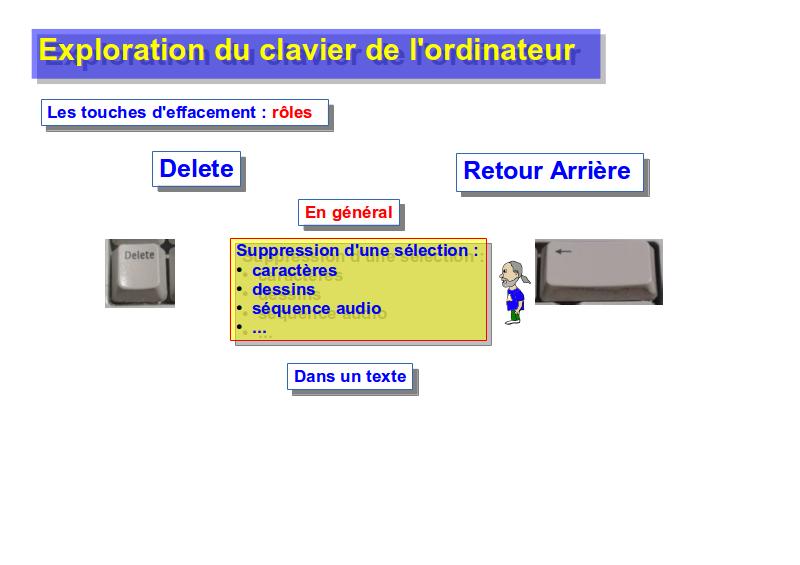 Exploration du clavier de l'ordinateur
Les touches d'effacement : rôles
Delete
Retour Arrière
En général
Delete
Suppression d'une sélection :
• caractères
• dessins
• séquence audio
• ...
←
Dans un texte